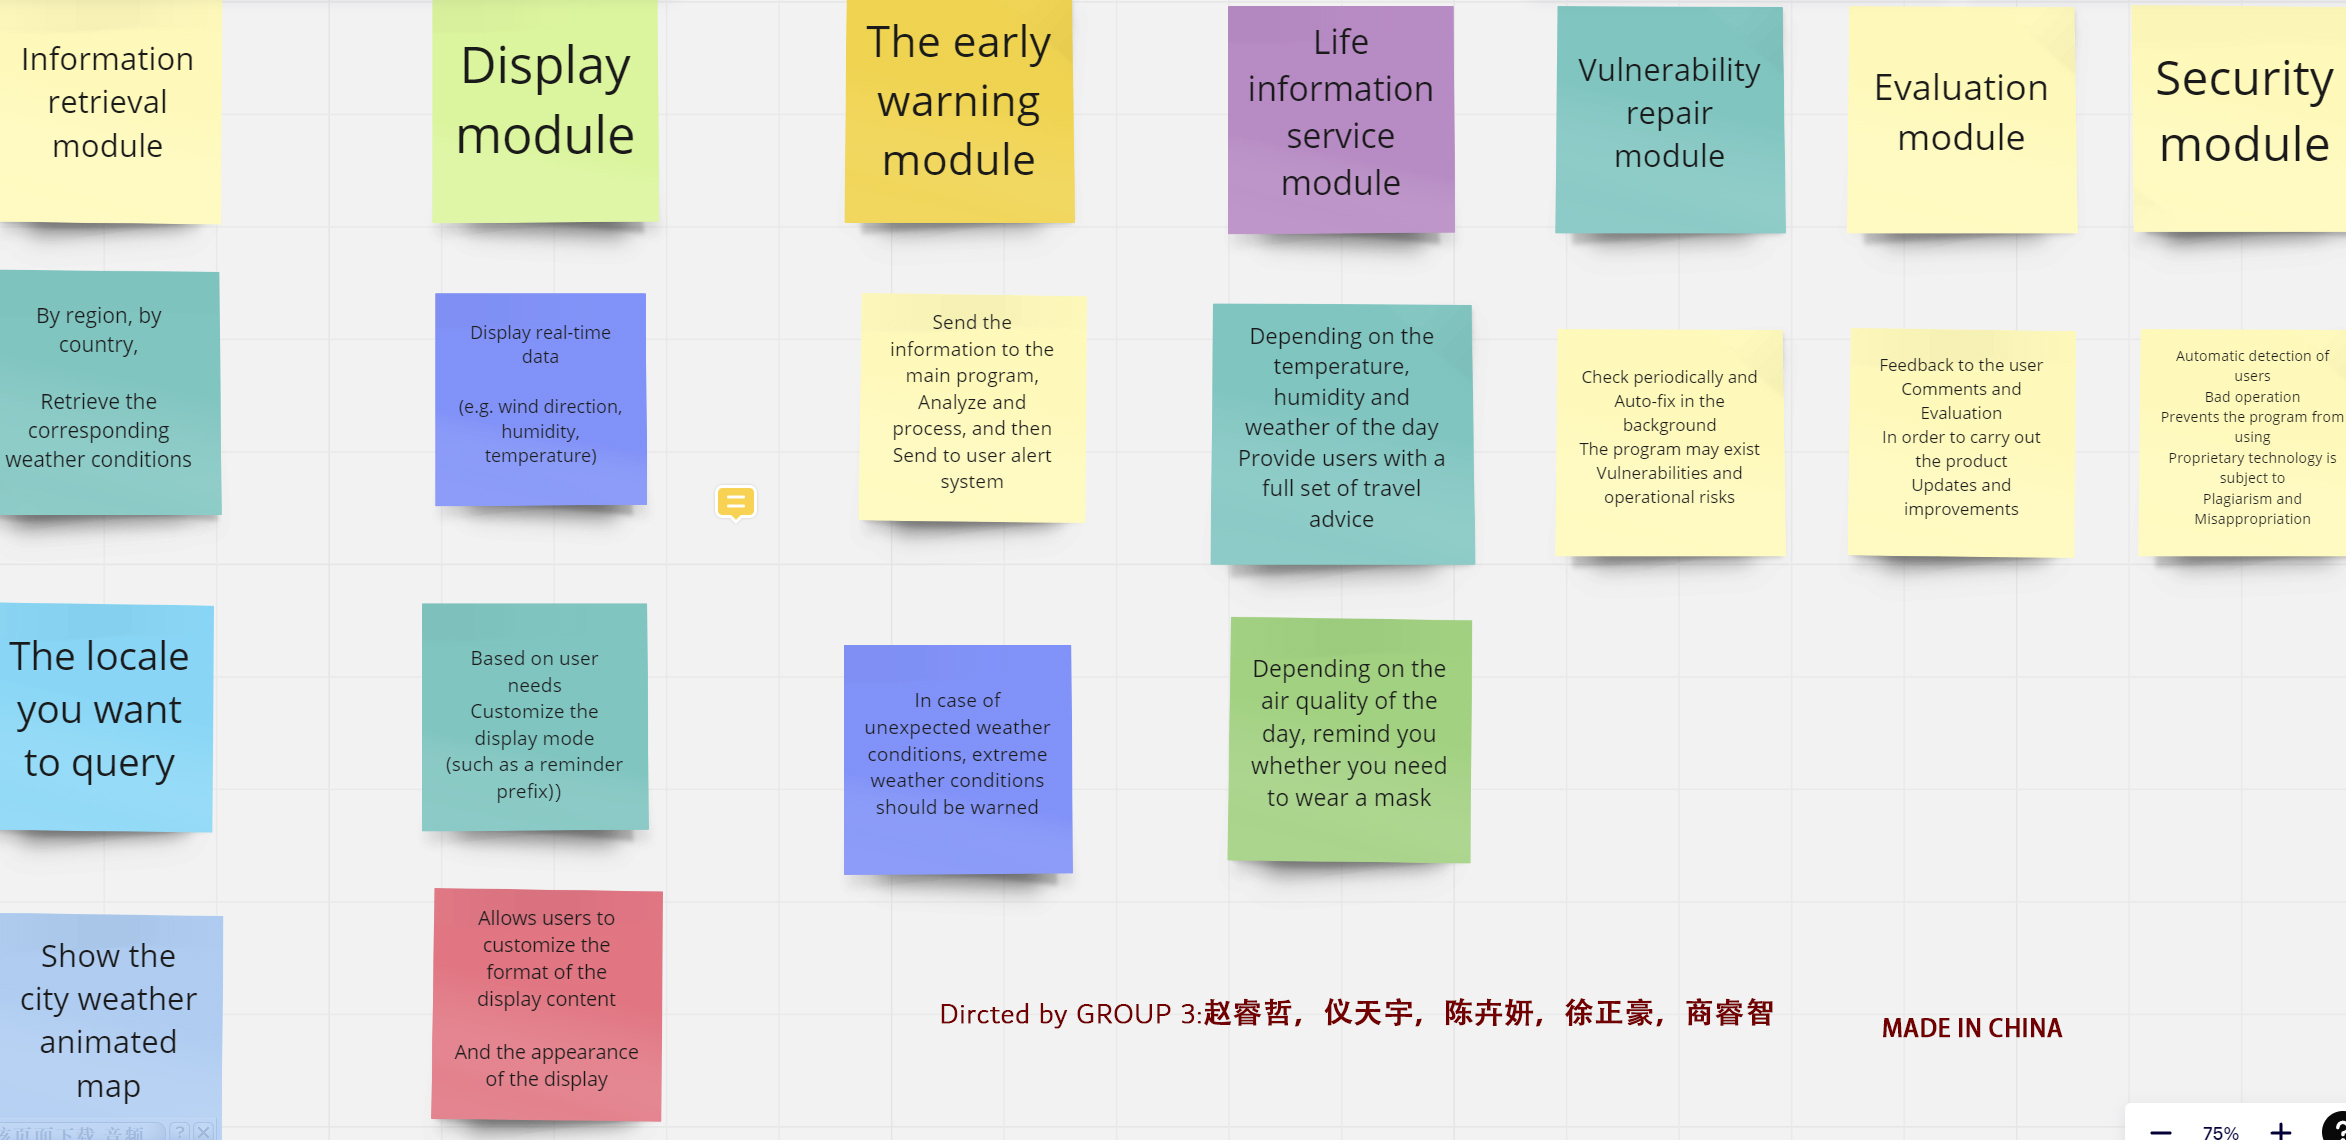 Information
retrieval
module
Display
module
The early
warning
module
Life
information
service
module
Vulnerability
repair
module
Evaluation
module
Security
module
By region, by
country,
Retrieve the
corresponding
weather conditions
Display real-time
data
(e.g. wind direction,
humidity,
temperature)
Send the
information to the
main program,
Analyze and
process, and then
Send to user alert
system
Depending on the
temperature,
humidity and
weather of the day
Provide users with a
full set of travel
advice
Check periodically and
Auto-fix in the
background
The program may exist
Vulnerabilities and
operational risks
Feedback to the user
Comments and
Evaluation
In order to carry out
the product
Updates and
improvements
Automatic detection of
users
Bad operation
Prevents the program from
using
Proprietary technology is
subject to
Plagiarism and
Misappropriation
The locale
you want
to query
Based on user
needs
Customize the
display mode
(such as a reminder
prefix))
In case of
unexpected weather
conditions, extreme
weather conditions
should be warned
Depending on the
air quality of the
day, remind you
whether you need
to wear a mask
Show the
city weather
animated
map
Allows users to
customize the
format of the
display content
And the appearance
of the display
Dircted by GROUP 3:赵睿哲，仪天宇，陈卉妍，徐正豪，商睿智
MADE IN CHINA
页面下载 音频
75%